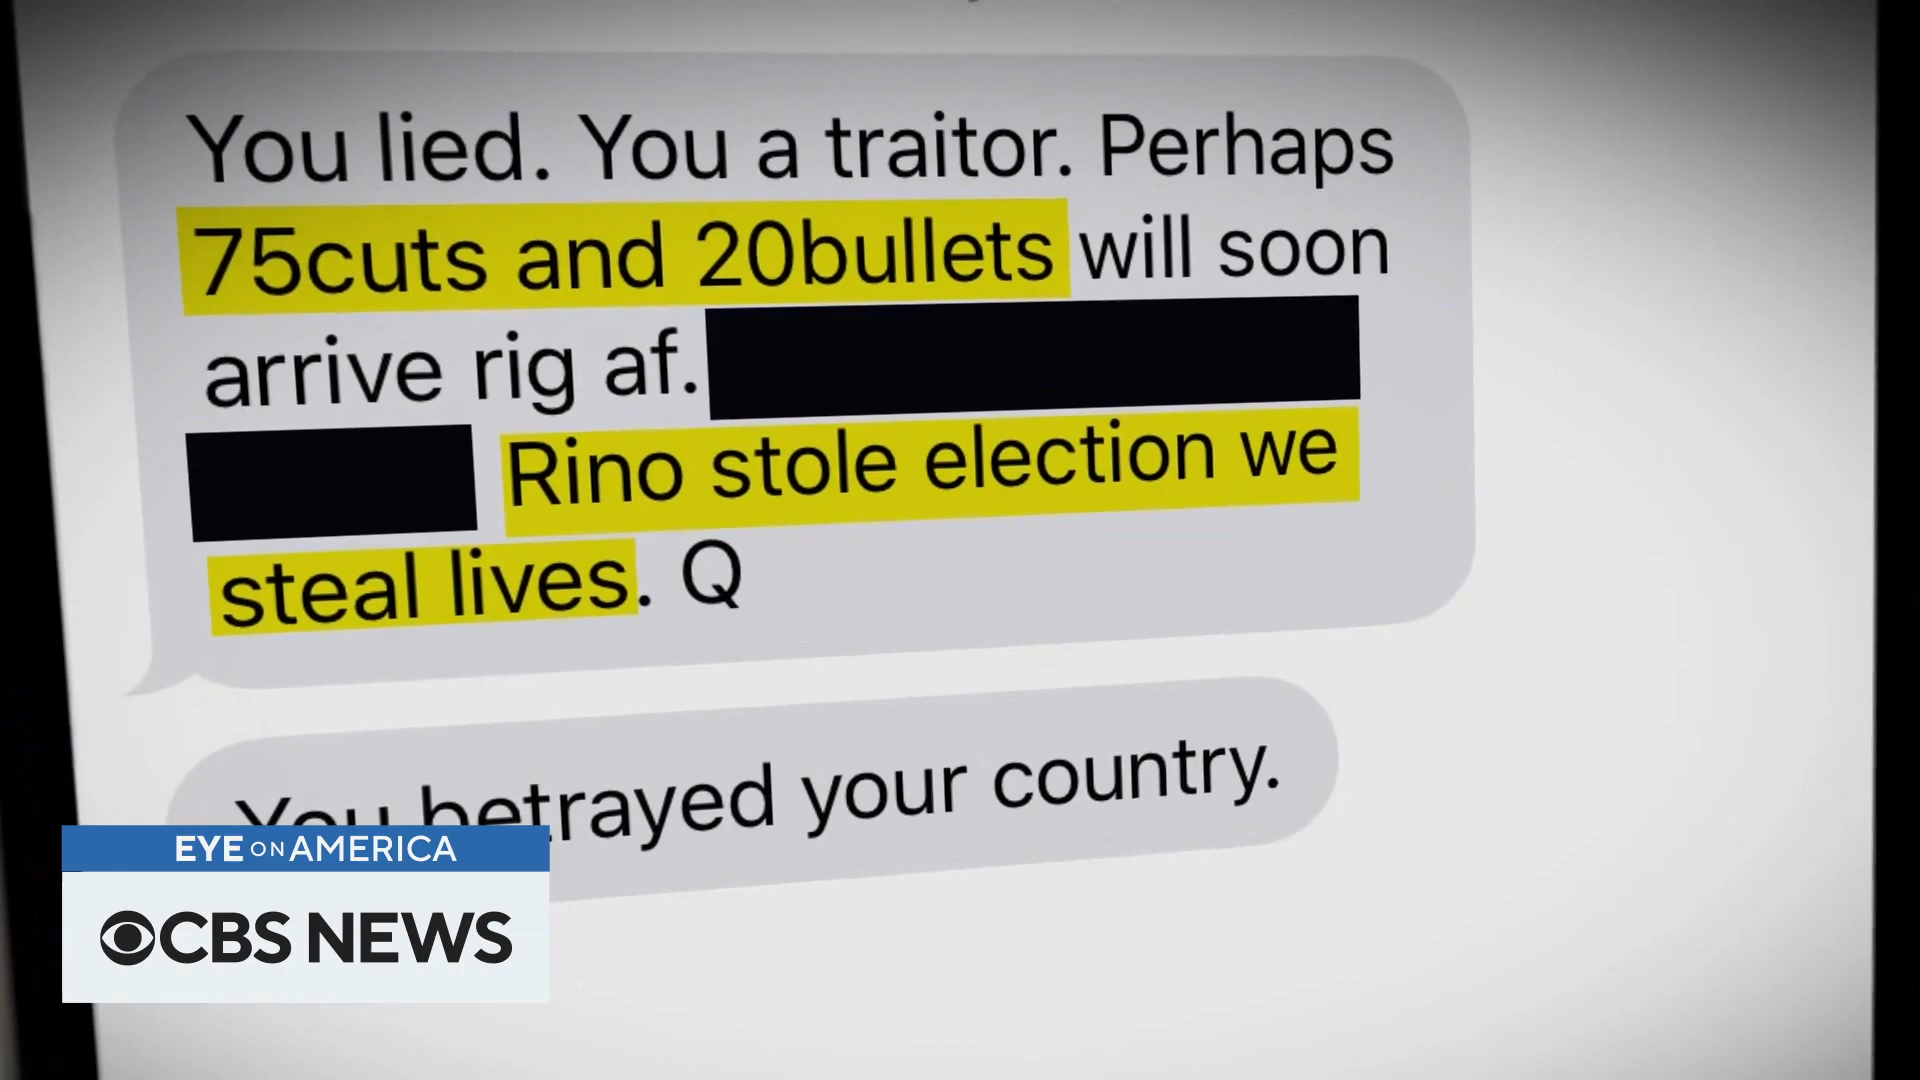 You lied. You a traitor. Perhaps
75cuts and 20bullets will soon
arrive rig af.
Rino stole election we
steal lives. Q
You betrayed your country.
EYE ON AMERICA
CBS NEWS